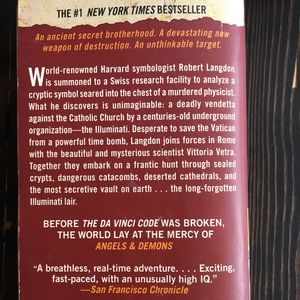 THE #1 NEW YORK TIMES BESTSELLER
An ancient secret brotherhood. A devastating new
weapon of destruction. An unthinkable target.
World-renowned Harvard symbologist Robert Langdon
is summoned to a Swiss research facility to analyze a
cryptic symbol seared into the chest of a murdered physicist.
What he discovers is unimaginable: a deadly vendetta
against the Catholic Church by a centuries-old underground
organization—the Illuminati. Desperate to save the Vatican
from a powerful time bomb, Langdon joins forces in Rome
with the beautiful and mysterious scientist Vittoria Vetra.
Together they embark on a frantic hunt through sealed
crypts, dangerous catacombs, deserted cathedrals, and
the most secretive vault on earth . . . the long-forgotten
Illuminati lair.
BEFORE THE DA VINCI CODE WAS BROKEN,
THE WORLD LAY AT THE MERCY OF
ANGELS & DEMONS
“A breathless, real-time adventure. . . . Exciting,
fast-paced, with an unusually high IQ.”
—San Francisco Chronicle